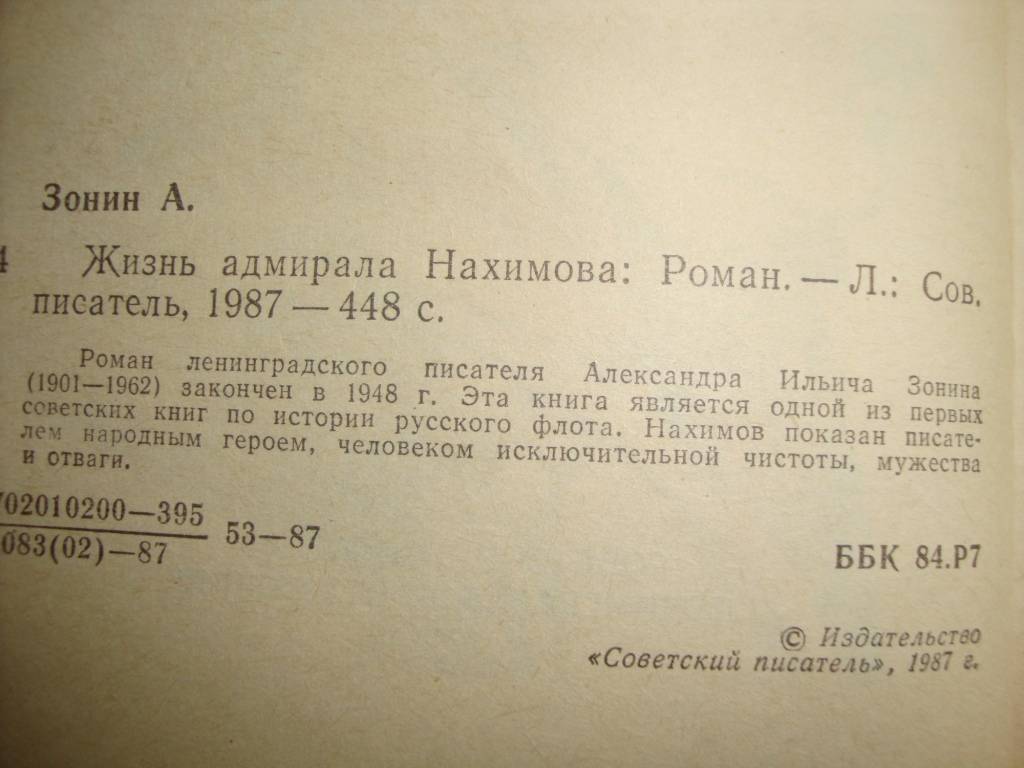 Зонин А.
4 Жизнь адмирала Нахимова: Роман. — Л.: Сов.
писатель, 1987 — 448 с.
Роман ленинградского писателя Александра Ильича Зонина
(1901—1962) закончен в 1948 г. Эта книга является одной из первых
советских книг по истории русского флота. Нахимов показан писате-
лем народным героем, человеком исключительной чистоты, мужества
и отваги.
702010200—395
083(02)—87
53—87
ББК 84.Р7
© Издательство
«Советский писатель», 1987 г.